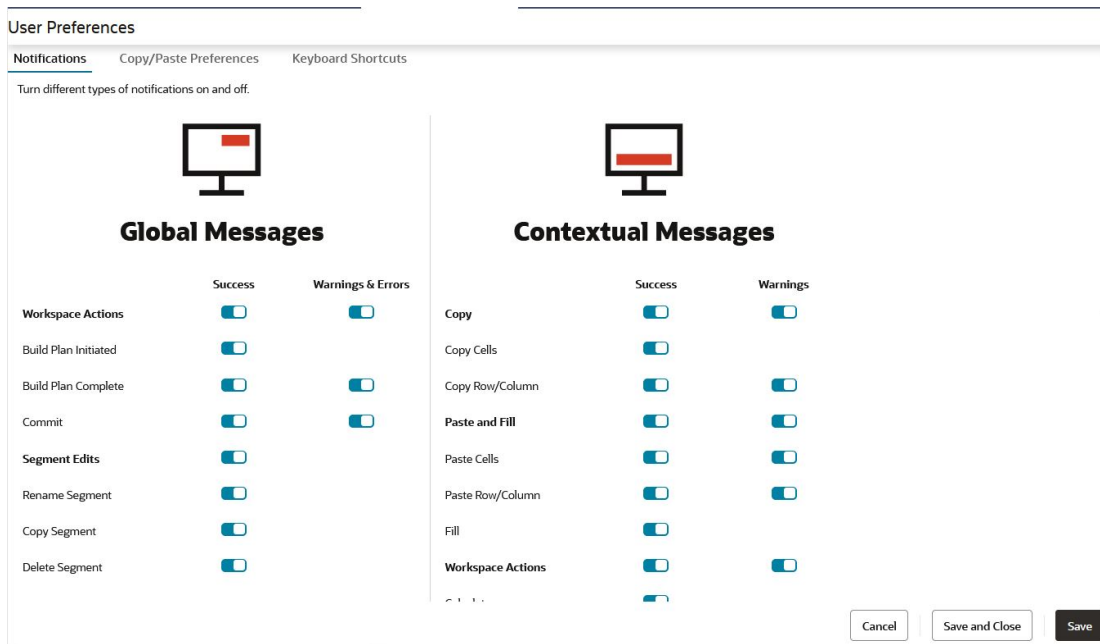 User Preferences
Notifications Copy/Paste Preferences Keyboard Shortcuts
Turn different types of notifications on and off.
Global Messages
Success Warnings & Errors
Workspace Actions
Build Plan Initiated
Build Plan Complete
Commit
Segment Edits
Rename Segment
Copy Segment
Delete Segment
Contextual Messages
Success Warnings
Copy
Copy Cells
Copy Row/Column
Paste and Fill
Paste Cells
Paste Row/Column
Fill
Workspace Actions
Cancel Save and Close Save